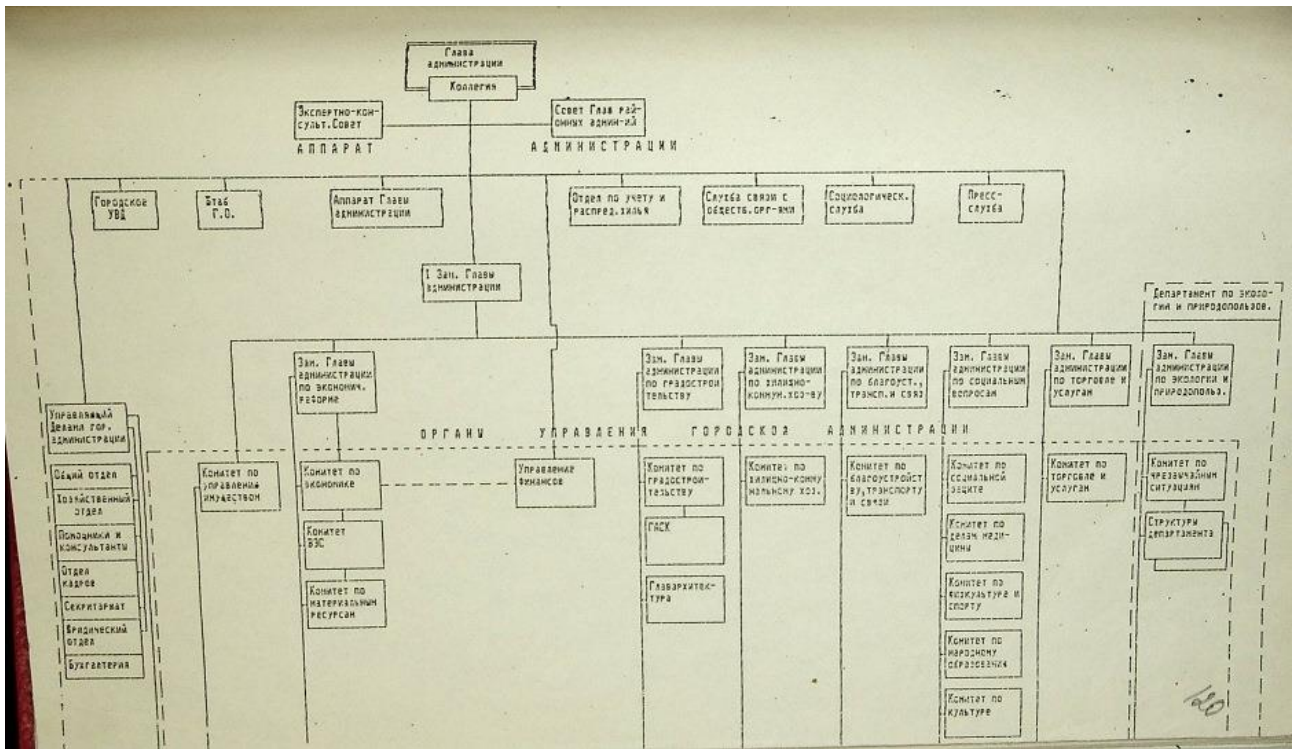 Глава
администрации
Коллегия
Экспертно-кон-
сульт.Совет
Совет Глав рай-
онных админ-ий
АППАРАТ АДМИНИСТРАЦИИ
Городское
УВД
Штаб
Г.О.
Аппарат Главы
администрации
Отдел по учету и
распред.жилья
Служба связи с
обществ.орг-ями
Социологическ.
служба
Пресс-
служба
I Зам. Главы
администрации
Департамент по эколо-
гии и природопользов.
Зам. Главы
администрации
по экономич.
реформе
Зам. Главы
администрации
по градострои
тельству
Зам. Главы
администрации
по жилищно-
коммун.хоз-ву
Зам. Главы
администрации
по благоуст.,
трансп.и связ
Зам. Главы
администрации
по социальным
вопросам
Зам. Главы
администрации
по торговле и
услугам
Зам. Главы
администрации
по экологии и
природопольз.
Управляющий
Делами гор.
администрации
ОРГАНЫ УПРАВЛЕНИЯ ГОРОДСКОЙ АДМИНИСТРАЦИИ
Общий отдел
Хозяйственный
отдел
Помощники и
консультанты
Отдел
кадров
Секритариат
Юридический
отдел
Бухгалтерия
Комитет по
управления
имуществом
Комитет по
экономике
Комитет
ВЭС
Комитет по
материальным
ресурсам
Управление
финансов
Комитет по
градострои-
тельству
ГАСК
Главархитек-
тура
Комитет по
жилищно-комму
нальному хоз.
Комитет по
благоустройст
ву,транспорту
и связи
Комитет по
социальной
защите
Комитет по
делам меди-
цины
Комитет по
физкультуре и
спорту
Комитет по
народному
образования
Комитет по
культуре
Комитет по
торговле и
услугам
Комитет по
чрезвычайным
ситуациям
Структуры
департамента
120